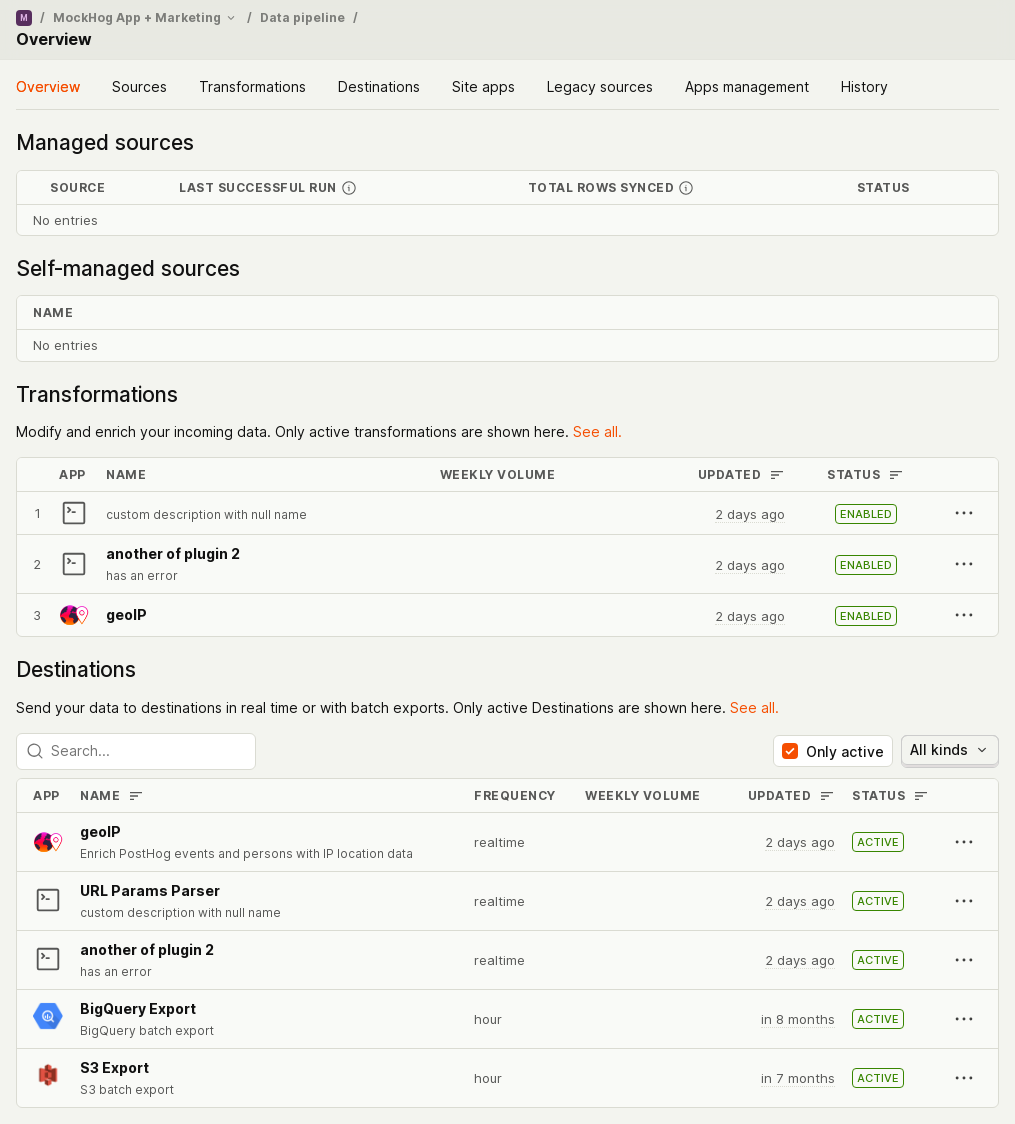 M / MockHog App + Marketing / Data pipeline /
Overview
Overview Sources Transformations Destinations Site apps Legacy sources Apps management History
Managed sources
SOURCE LAST SUCCESSFUL RUN TOTAL ROWS SYNCED STATUS
No entries
Self-managed sources
NAME
No entries
Transformations
Modify and enrich your incoming data. Only active transformations are shown here. See all.
APP NAME WEEKLY VOLUME UPDATED STATUS
1 custom description with null name 2 days ago ENABLED
another of plugin 2
2 2 days ago ENABLED
has an error
3 geoIP 2 days ago ENABLED
Destinations
Send your data to destinations in real time or with batch exports. Only active Destinations are shown here. See all.
Search... Only active All kinds
APP NAME FREQUENCY WEEKLY VOLUME UPDATED STATUS
geoIP
realtime 2 days ago ACTIVE
Enrich PostHog events and persons with IP location data
URL Params Parser
realtime 2 days ago ACTIVE
custom description with null name
another of plugin 2
realtime 2 days ago ACTIVE
has an error
BigQuery Export
hour in 8 months ACTIVE
BigQuery batch export
S3 Export
hour in 7 months ACTIVE
S3 batch export